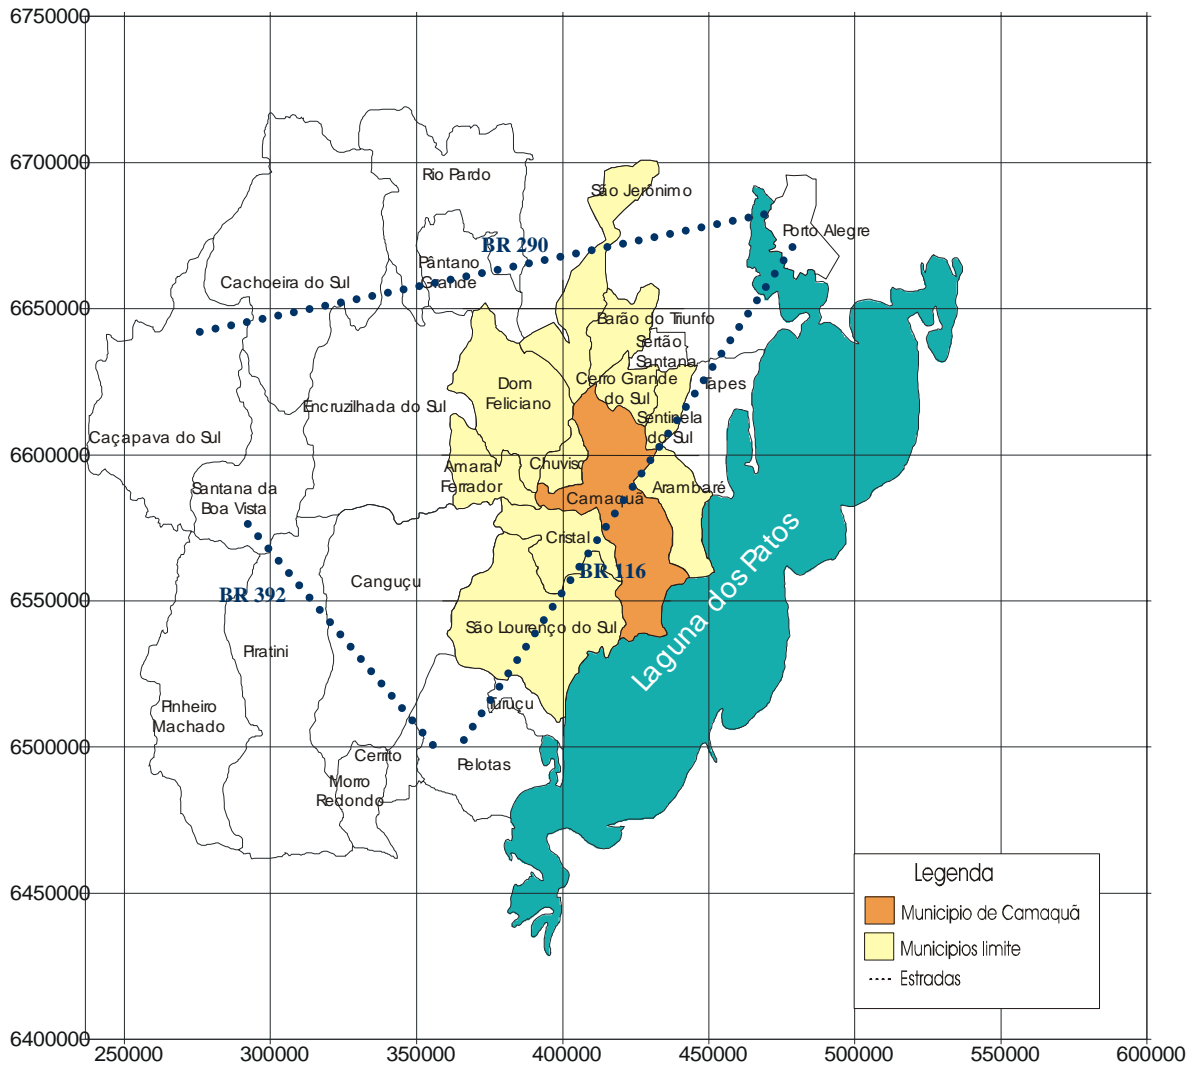 6750000
6700000
6650000
6600000
6550000
6500000
6450000
6400000
250000
300000
350000
400000
450000
500000
550000
600000
Rio Pardo
São Jerônimo
Porto Alegre
BR 290
Pântano
Grande
Cachoeira do Sul
Barão do Triunfo
Sertão
Santana
Cerro Grande
do Sul
Tapes
Dom
Feliciano
Encruzilhada do Sul
Sentinela
do Sul
Caçapava do Sul
Amaral
Ferrador
Chuvisc
Arambaré
Santana da
Boa Vista
Camaquã
Cristal
BR 116
Canguçu
BR 392
São Lourenço do Sul
Laguna dos Patos
Piratini
Pinheiro
Machado
Turuçu
Cerrito
Pelotas
Morro
Redondo
Legenda
Municipio de Camaquã
Municipios limite
Estradas